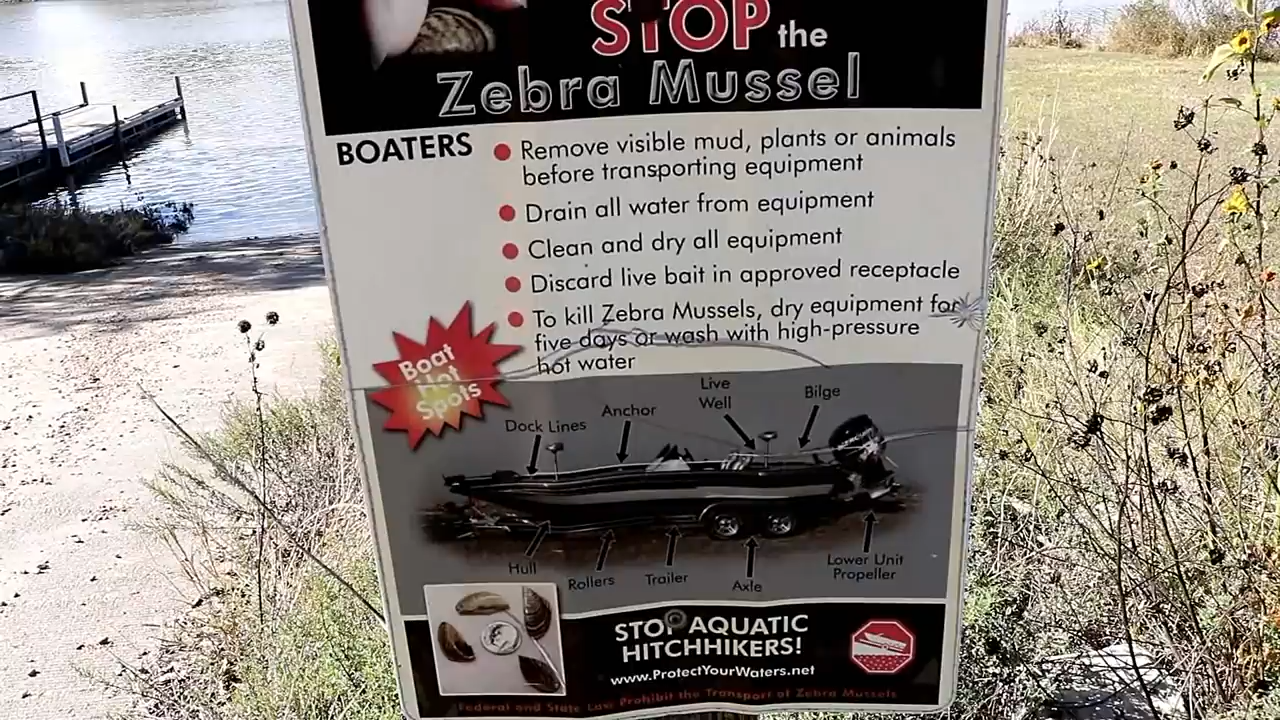 STOP the
Zebra Mussel
BOATERS
Remove visible mud, plants or animals
before transporting equipment
Drain all water from equipment
Clean and dry all equipment
Discard live bait in approved receptacle
To kill Zebra Mussels, dry equipment for
five days or wash with high-pressure
hot water
Boat
Hot
Spots
Dock Lines
Anchor
Live
Well
Bilge
Hull
Rollers
Trailer
Axle
Lower Unit
Propeller
STOP AQUATIC
HITCHHIKERS!
www.ProtectYourWaters.net
Federal and State Law Prohibit the Transport of Zebra Mussels